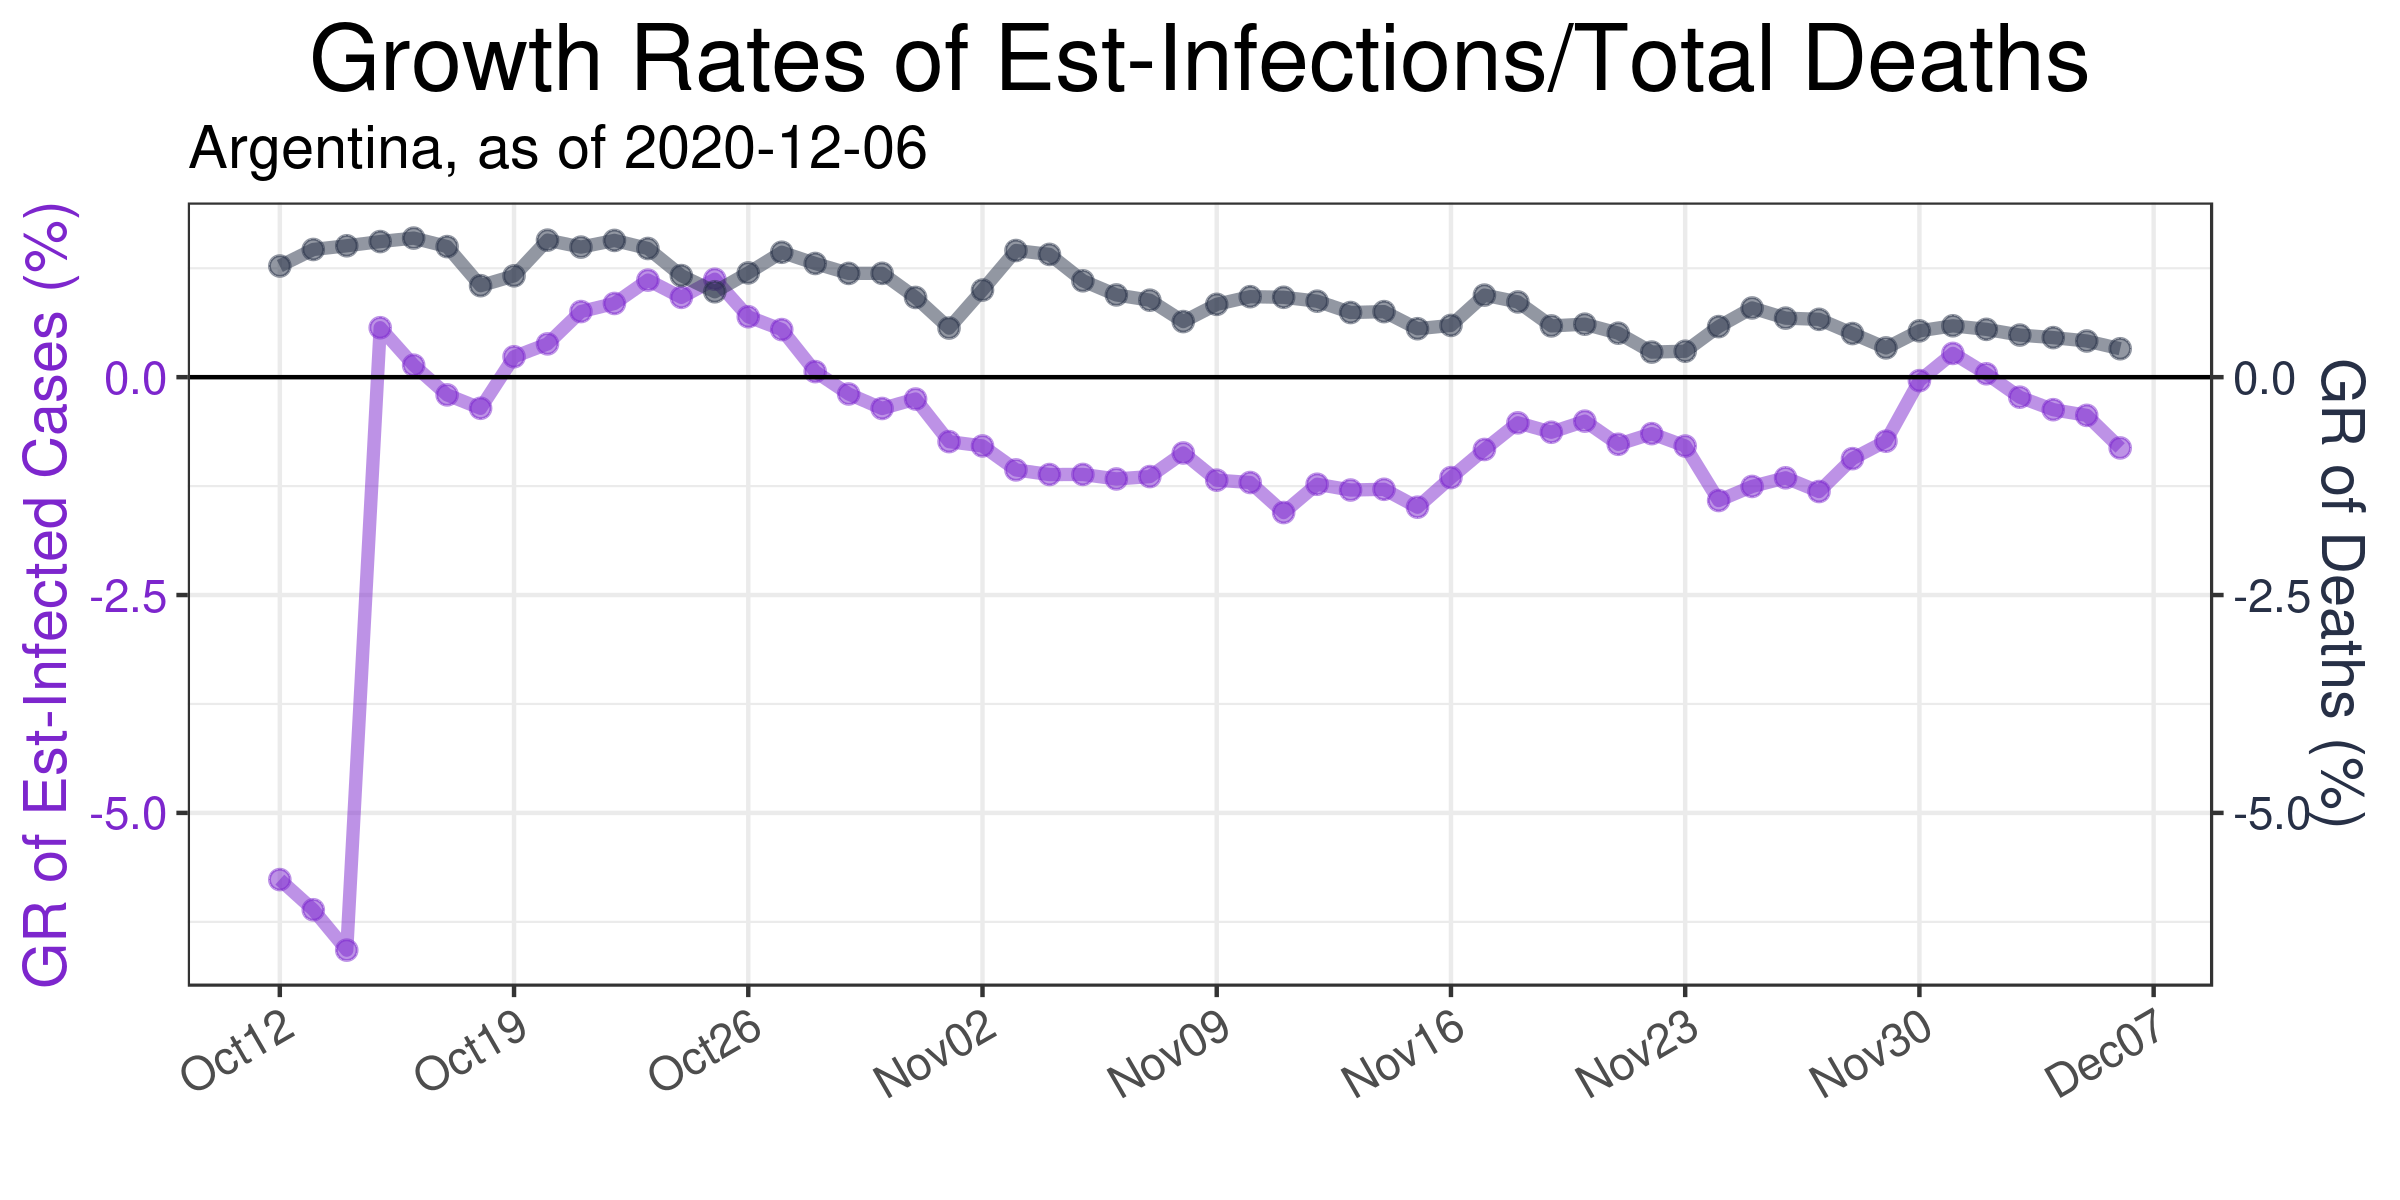 Growth Rates of Est-Infections/Total Deaths
Argentina, as of 2020-12-06
GR of Est-Infected Cases (%)
0.0
-2.5
-5.0
0.0
-2.5
-5.0
GR of Deaths (%)
Oct12
Oct19
Oct26
Nov02
Nov09
Nov16
Nov23
Nov30
Dec07